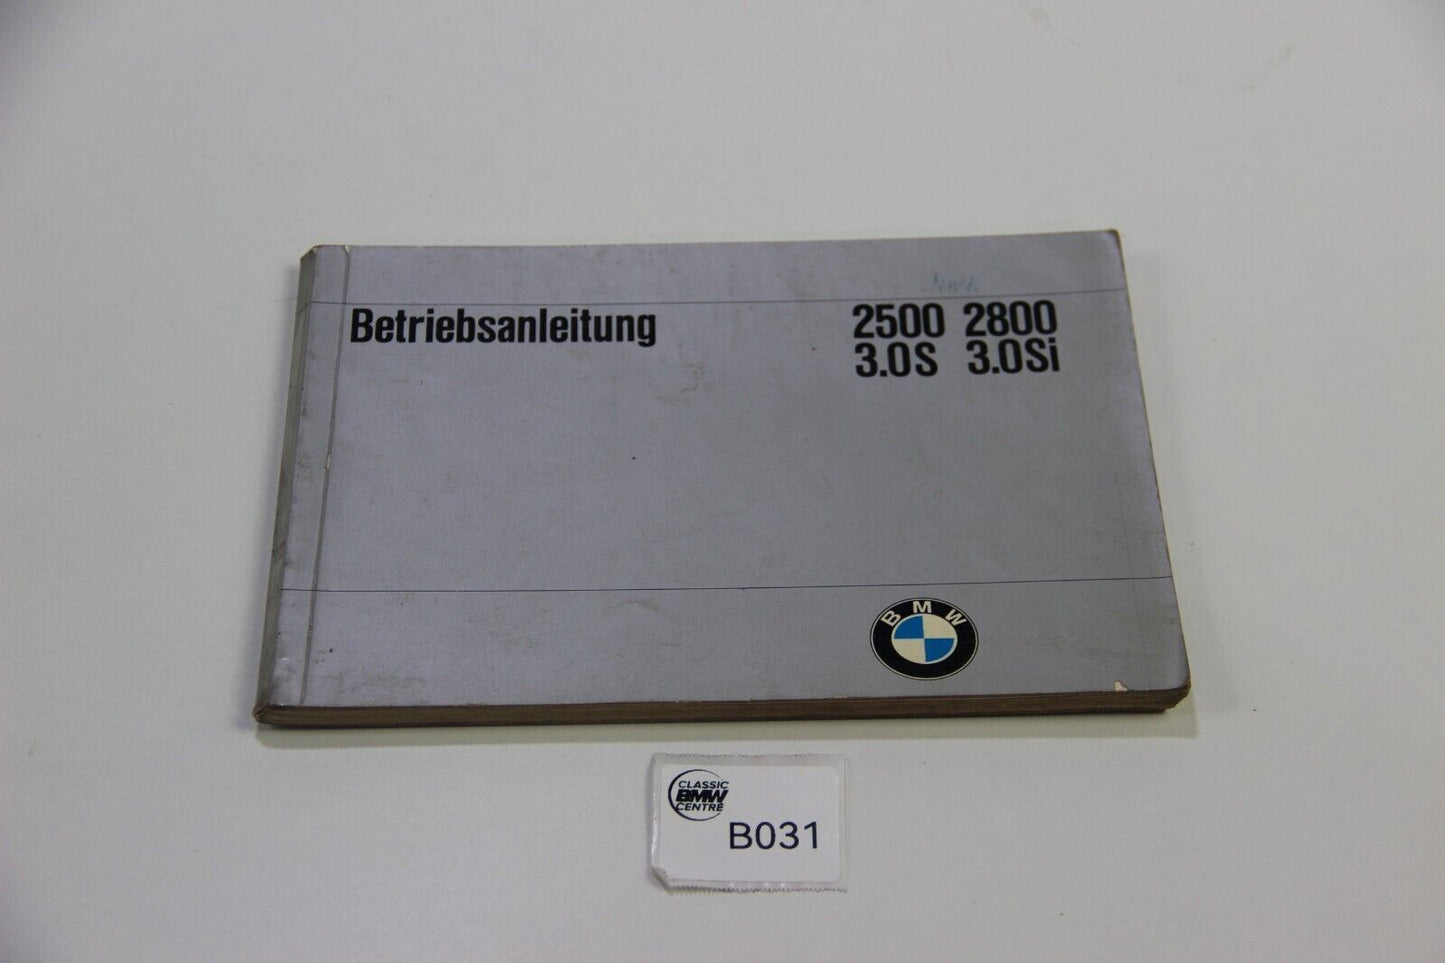 Betriebsanleitung
2500 2800
3.0S 3.0Si
BMW
CLASSIC
BMW
CENTRE
B031